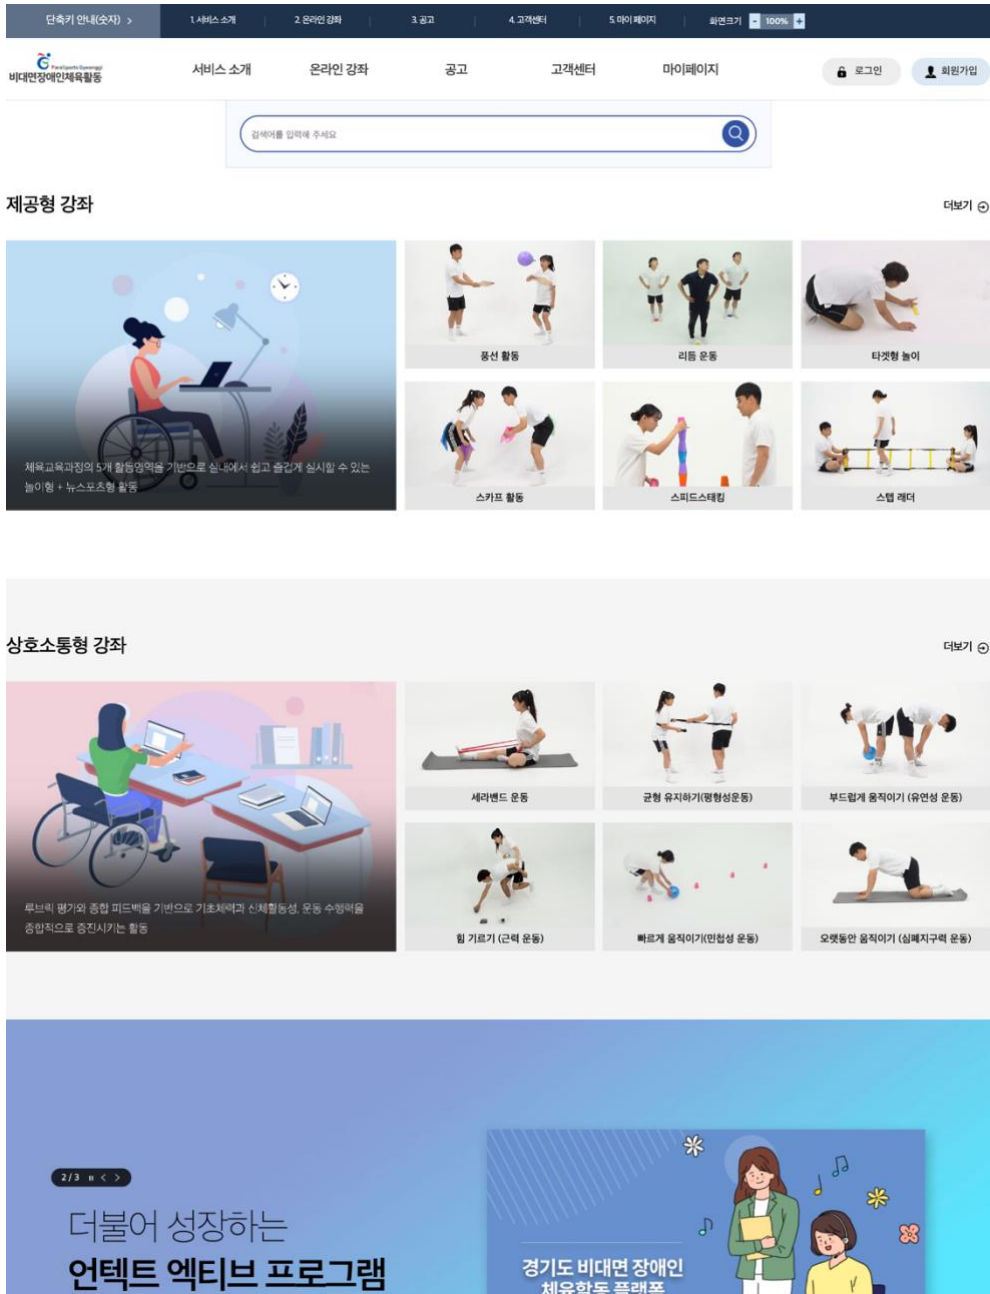 단축키 안내(숫자) >
1. 서비스 소개
2. 온라인 강좌
3. 공고
4. 고객센터
5. 마이 페이지
화면크기 - 100% +
ParaSports Gyeonggi
비대면장애인체육활동
서비스 소개
온라인 강좌
공고
고객센터
마이페이지
로그인
회원가입
검색어를 입력해 주세요
제공형 강좌
더보기
체육교육과정의 5개 활동영역을 기반으로 실내에서 쉽고 즐겁게 실시할 수 있는
놀이형 + 뉴스포츠형 활동
풍선 활동
리듬 운동
타겟형 놀이
스카프 활동
스피드스태킹
스텝 래더
상호소통형 강좌
더보기
루브릭 평가와 종합 피드백을 기반으로 기초체력과 신체활동성, 운동 수행력을
종합적으로 증진시키는 활동
세라밴드 운동
균형 유지하기(평형성운동)
부드럽게 움직이기 (유연성 운동)
힘 기르기 (근력 운동)
빠르게 움직이기(민첩성 운동)
오랫동안 움직이기 (심폐지구력 운동)
2 / 3 II < >
더불어 성장하는
언텍트 엑티브 프로그램
경기도 비대면 장애인
체육활동 플랫폼